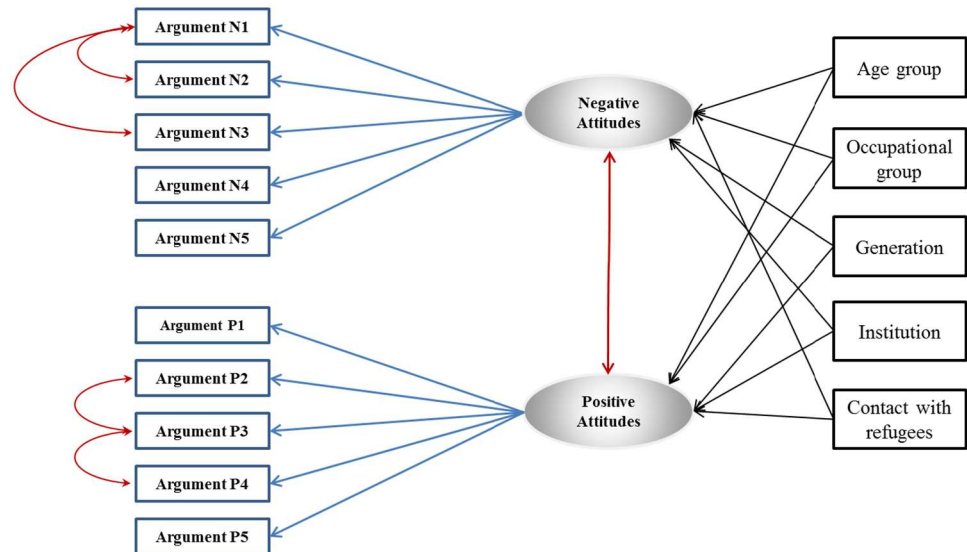 Argument N1
Argument N2
Argument N3
Argument N4
Argument N5
Argument P1
Argument P2
Argument P3
Argument P4
Argument P5
Negative
Attitudes
Positive
Attitudes
Age group
Occupational
group
Generation
Institution
Contact with
refugees